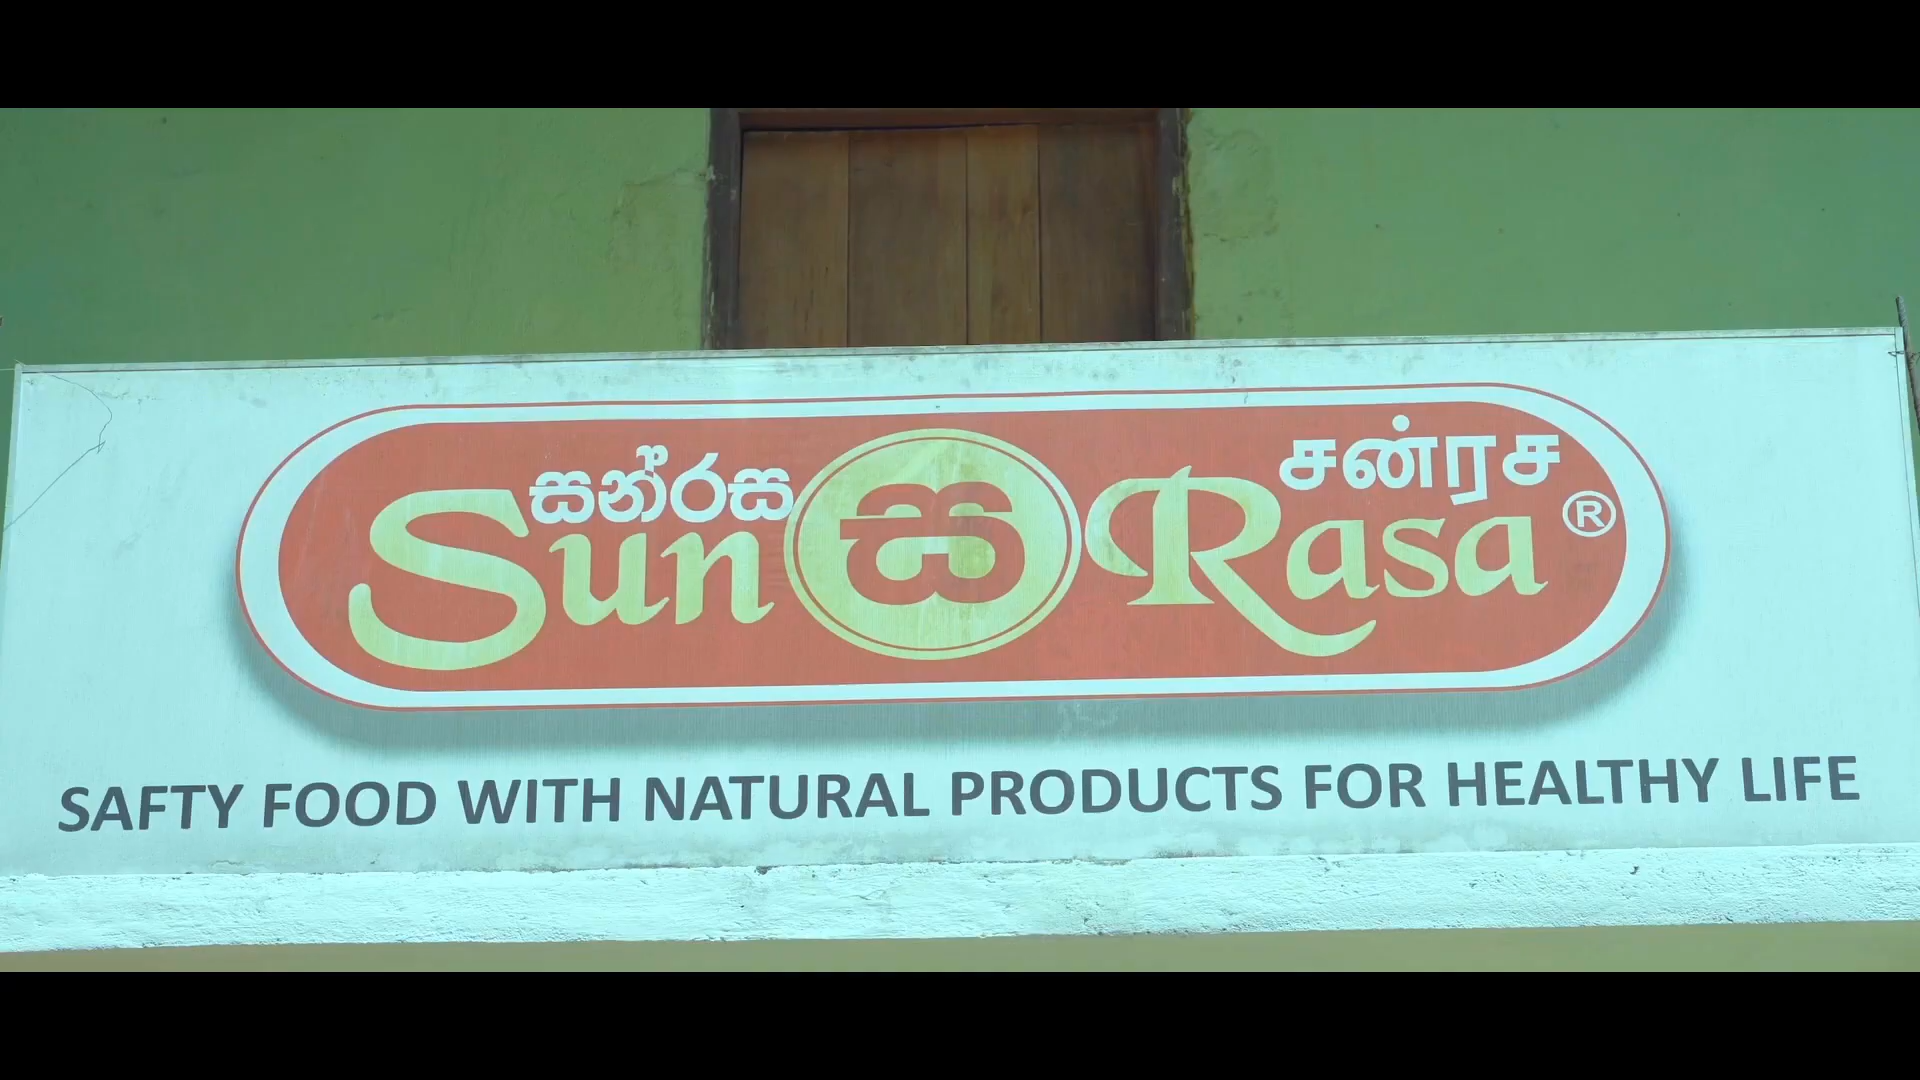 සන්රස சன்ரச
Sun ස Rasa ®
SAFTY FOOD WITH NATURAL PRODUCTS FOR HEALTHY LIFE